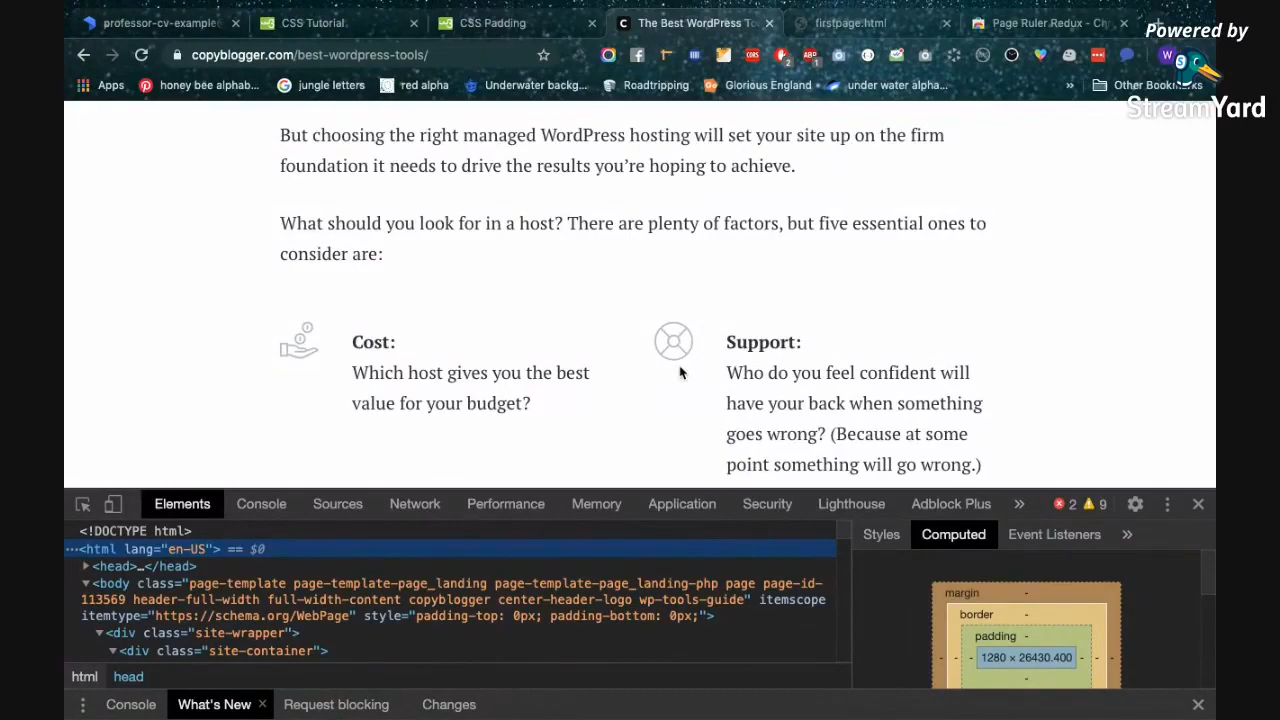 professor-cv-example
CSS Tutorial
CSS Padding
The Best WordPress To
firstpage.html
Page Ruler Redux - Ch
Powered by
copyblogger.com/best-wordpress-tools/
Apps
honey bee alphab...
jungle letters
red alpha
Underwater backg...
Roadtripping
Glorious England
under water alpha...
»
Other Bookmarks
StreamYard
But choosing the right managed WordPress hosting will set your site up on the firm
foundation it needs to drive the results you’re hoping to achieve.
What should you look for in a host? There are plenty of factors, but five essential ones to
consider are:
Cost:
Which host gives you the best
value for your budget?
Support:
Who do you feel confident will
have your back when something
goes wrong? (Because at some
point something will go wrong.)
Elements
Console
Sources
Network
Performance
Memory
Application
Security
Lighthouse
Adblock Plus
»
2
9
<!DOCTYPE html>
<html lang="en-US"> == $0
<head>…</head>
<body class="page-template page-template-page_landing page-template-page_landing-php page page-id-
113569 header-full-width full-width-content copyblogger center-header-logo wp-tools-guide" itemscope
itemtype="https://schema.org/WebPage" style="padding-top: 0px; padding-bottom: 0px;">
<div class="site-wrapper">
<div class="site-container">
html
head
Styles
Computed
Event Listeners
»
margin -
border -
padding -
- - - 1280 × 26430.400 - - -
-
Console
What's New
Request blocking
Changes